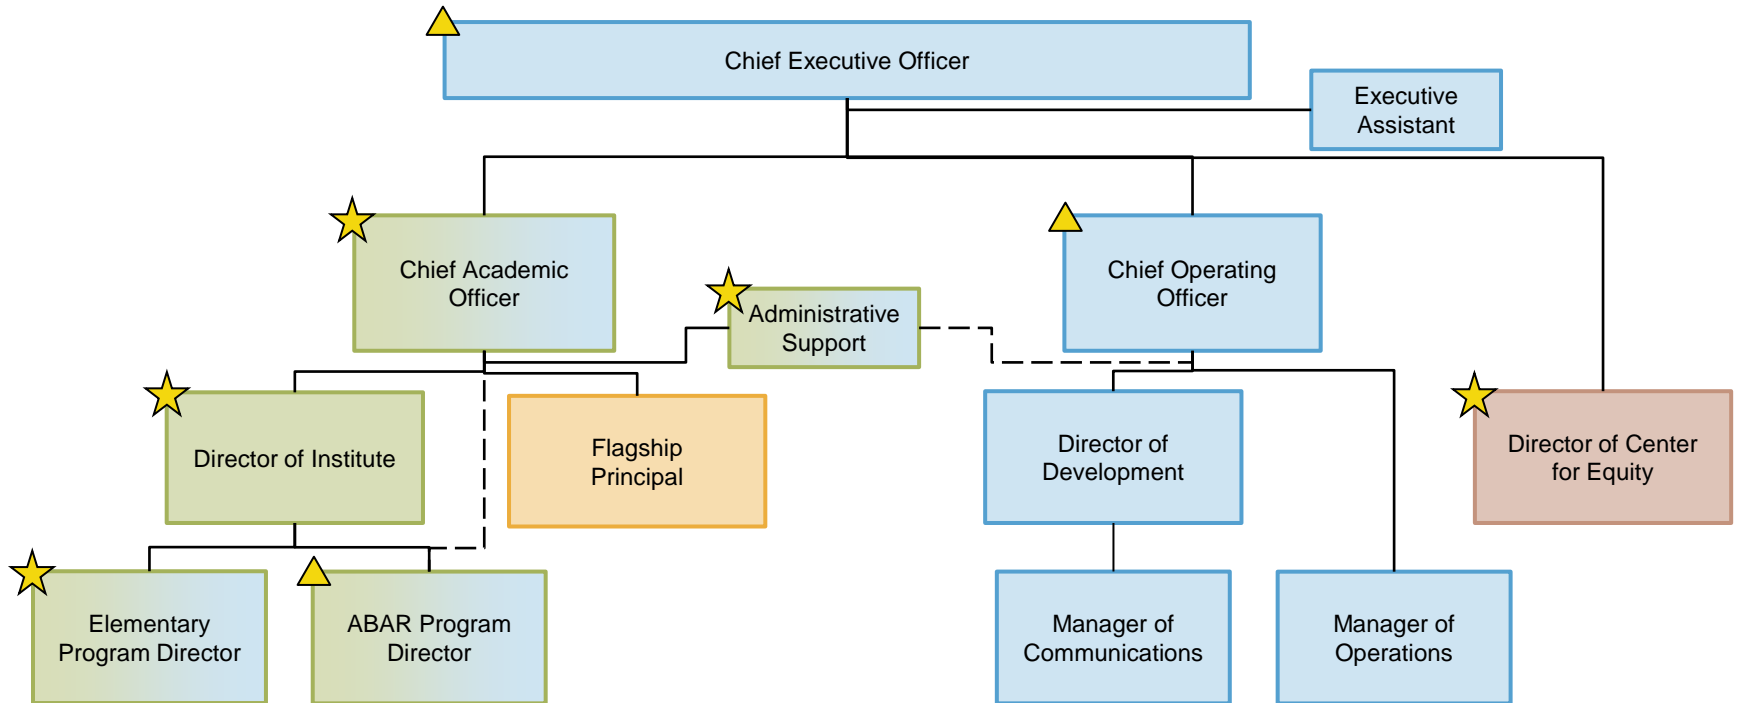 Chief Executive Officer
Executive
Assistant
Chief Academic
Officer
Administrative
Support
Chief Operating
Officer
Director of Institute
Flagship
Principal
Director of
Development
Director of Center
for Equity
Elementary
Program Director
ABAR Program
Director
Manager of
Communications
Manager of
Operations